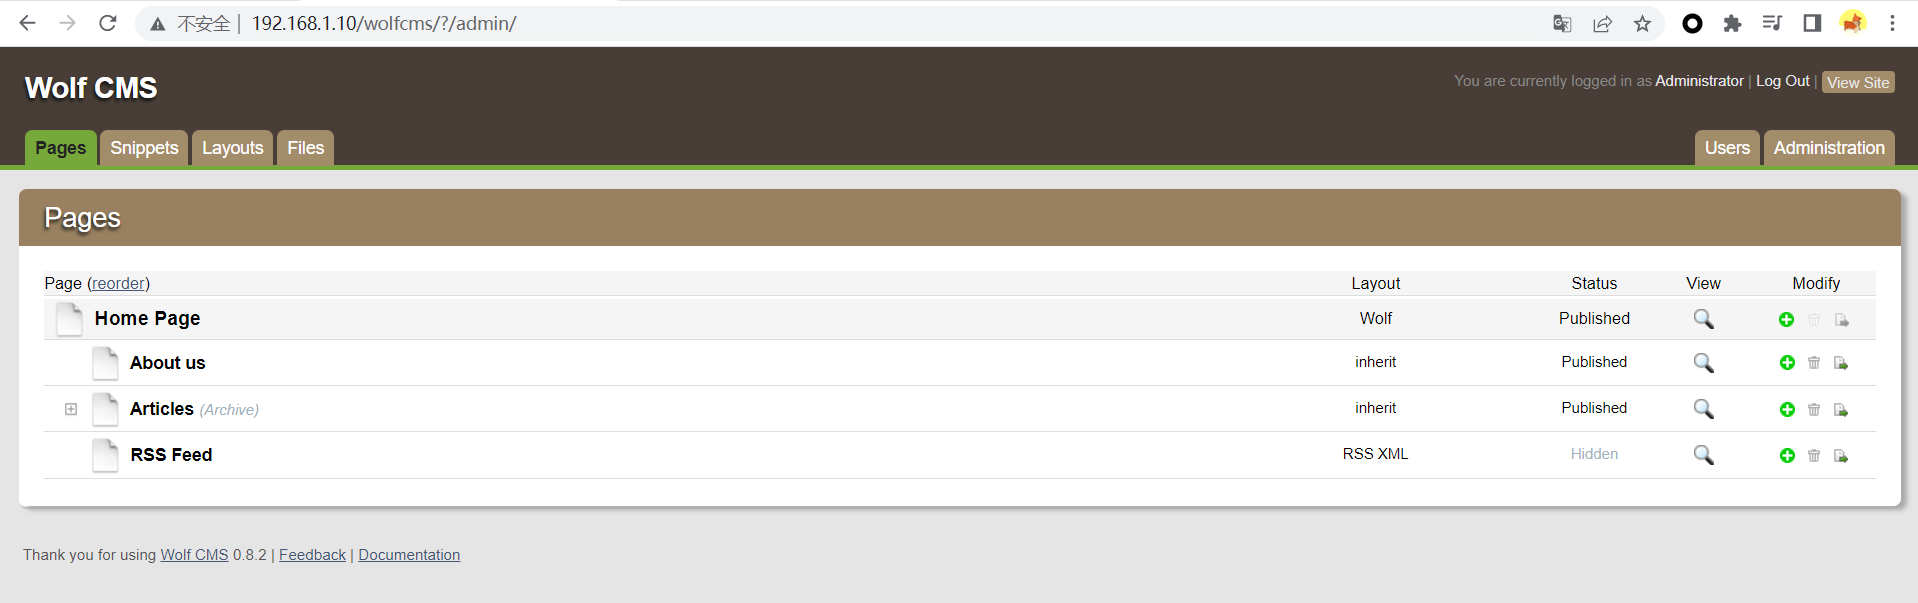 不安全 | 192.168.1.10/wolfcms/?/admin/
Wolf CMS
You are currently logged in as Administrator | Log Out | View Site
Pages Snippets Layouts Files Users Administration
Pages
Page (reorder) Layout Status View Modify
Home Page Wolf Published
About us inherit Published
Articles (Archive) inherit Published
RSS Feed RSS XML Hidden
Thank you for using Wolf CMS 0.8.2 | Feedback | Documentation